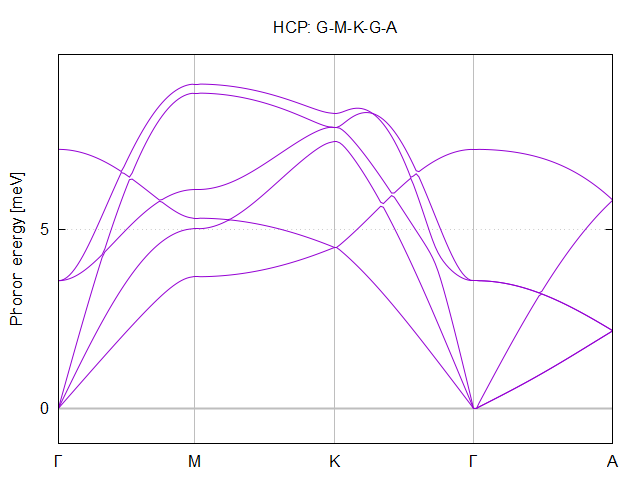 HCP: G-M-K-G-A
Phonon energy [meV]
5
0
Γ M K Γ A